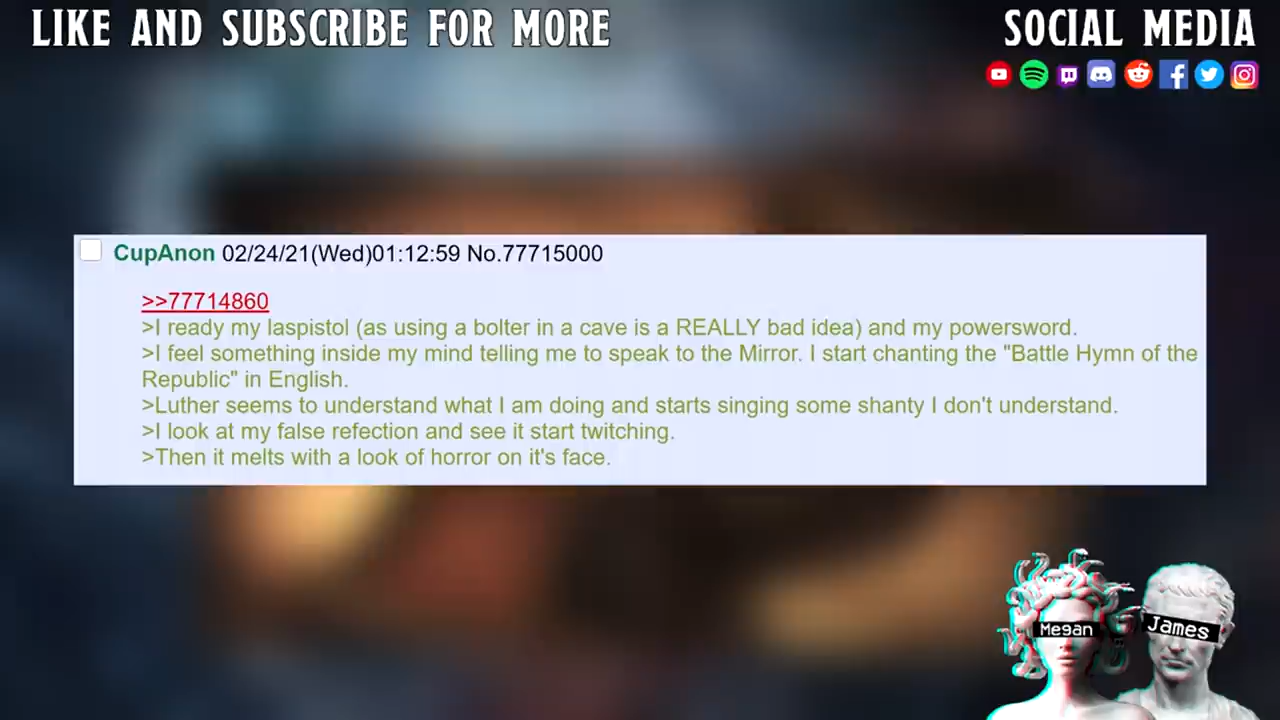 LIKE AND SUBSCRIBE FOR MORE
SOCIAL MEDIA
CupAnon 02/24/21(Wed)01:12:59 No.77715000
>>77714860
>I ready my laspistol (as using a bolter in a cave is a REALLY bad idea) and my powersword.
>I feel something inside my mind telling me to speak to the Mirror. I start chanting the "Battle Hymn of the
Republic" in English.
>Luther seems to understand what I am doing and starts singing some shanty I don't understand.
>I look at my false refection and see it start twitching.
>Then it melts with a look of horror on it's face.
Megan
James